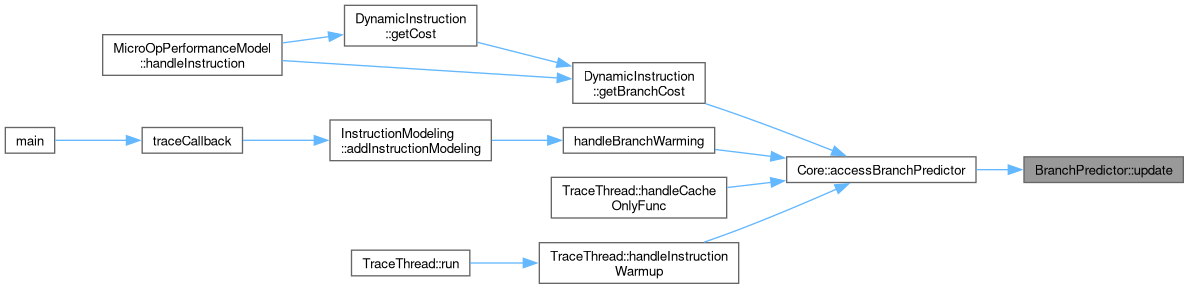 DynamicInstruction
::getCost
MicroOpPerformanceModel
::handleInstruction
DynamicInstruction
::getBranchCost
main
traceCallback
InstructionModeling
::addInstructionModeling
handleBranchWarming
Core::accessBranchPredictor
BranchPredictor::update
TraceThread::handleCache
OnlyFunc
TraceThread::run
TraceThread::handleInstruction
Warmup